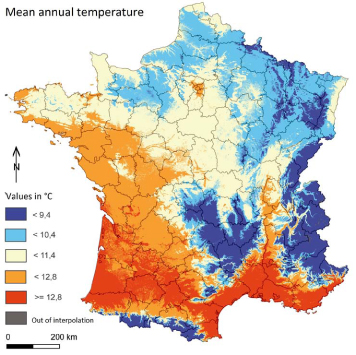 Mean annual temperature
N
Values in °C
< 9,4
< 10,4
< 11,4
< 12,8
>= 12,8
Out of interpolation
0 200 km